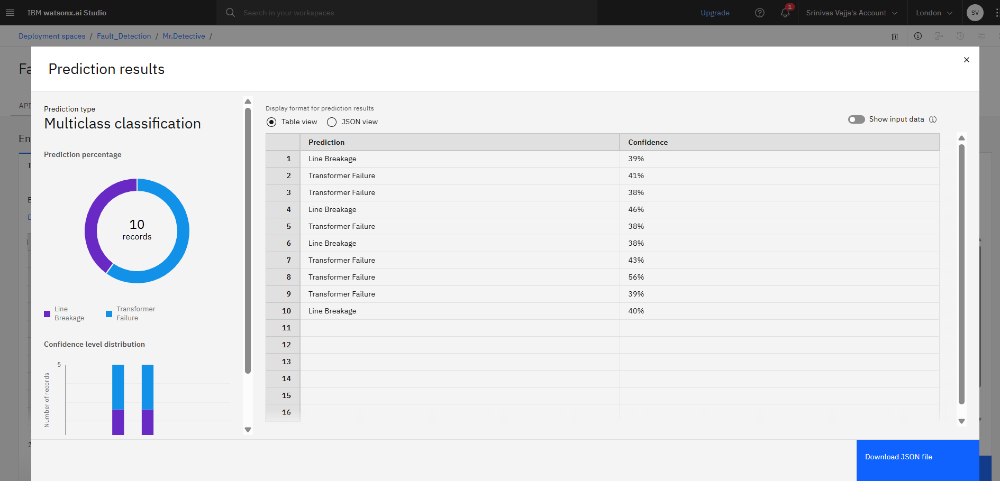 IBM watsonx.ai Studio
Search in your workspaces
Upgrade
1
Srinivas Vajja's Account
London
SV
Deployment spaces / Fault_Detection / Mr.Detective /
Prediction results
API
Prediction type
Multiclass classification
Prediction percentage
10
records
Line
Breakage
Transformer
Failure
Confidence level distribution
5
Number of records
Display format for prediction results
Table view
JSON view
Show input data
Prediction Confidence
1 Line Breakage 39%
2 Transformer Failure 41%
3 Transformer Failure 38%
4 Line Breakage 46%
5 Transformer Failure 38%
6 Line Breakage 38%
7 Transformer Failure 43%
8 Transformer Failure 56%
9 Transformer Failure 39%
10 Line Breakage 40%
11
12
13
14
15
16
Download JSON file